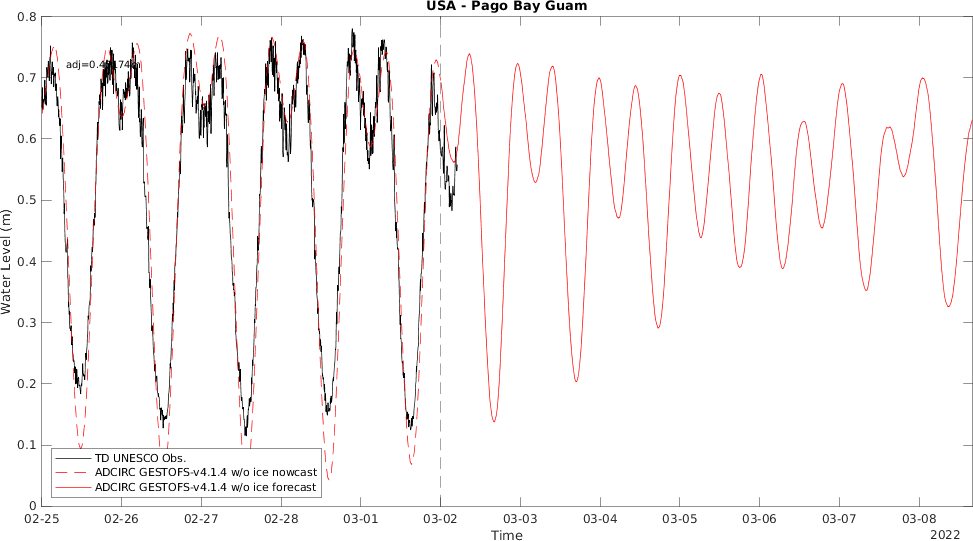 USA - Pago Bay Guam
0.8
0.7
0.6
0.5
0.4
0.3
0.2
0.1
0
Water Level (m)
TD UNESCO Obs.
ADCIRC GESTOFS-v4.1.4 w/o ice nowcast
ADCIRC GESTOFS-v4.1.4 w/o ice forecast
02-25 02-26 02-27 02-28 03-01 03-02 03-03 03-04 03-05 03-06 03-07 03-08
Time
2022